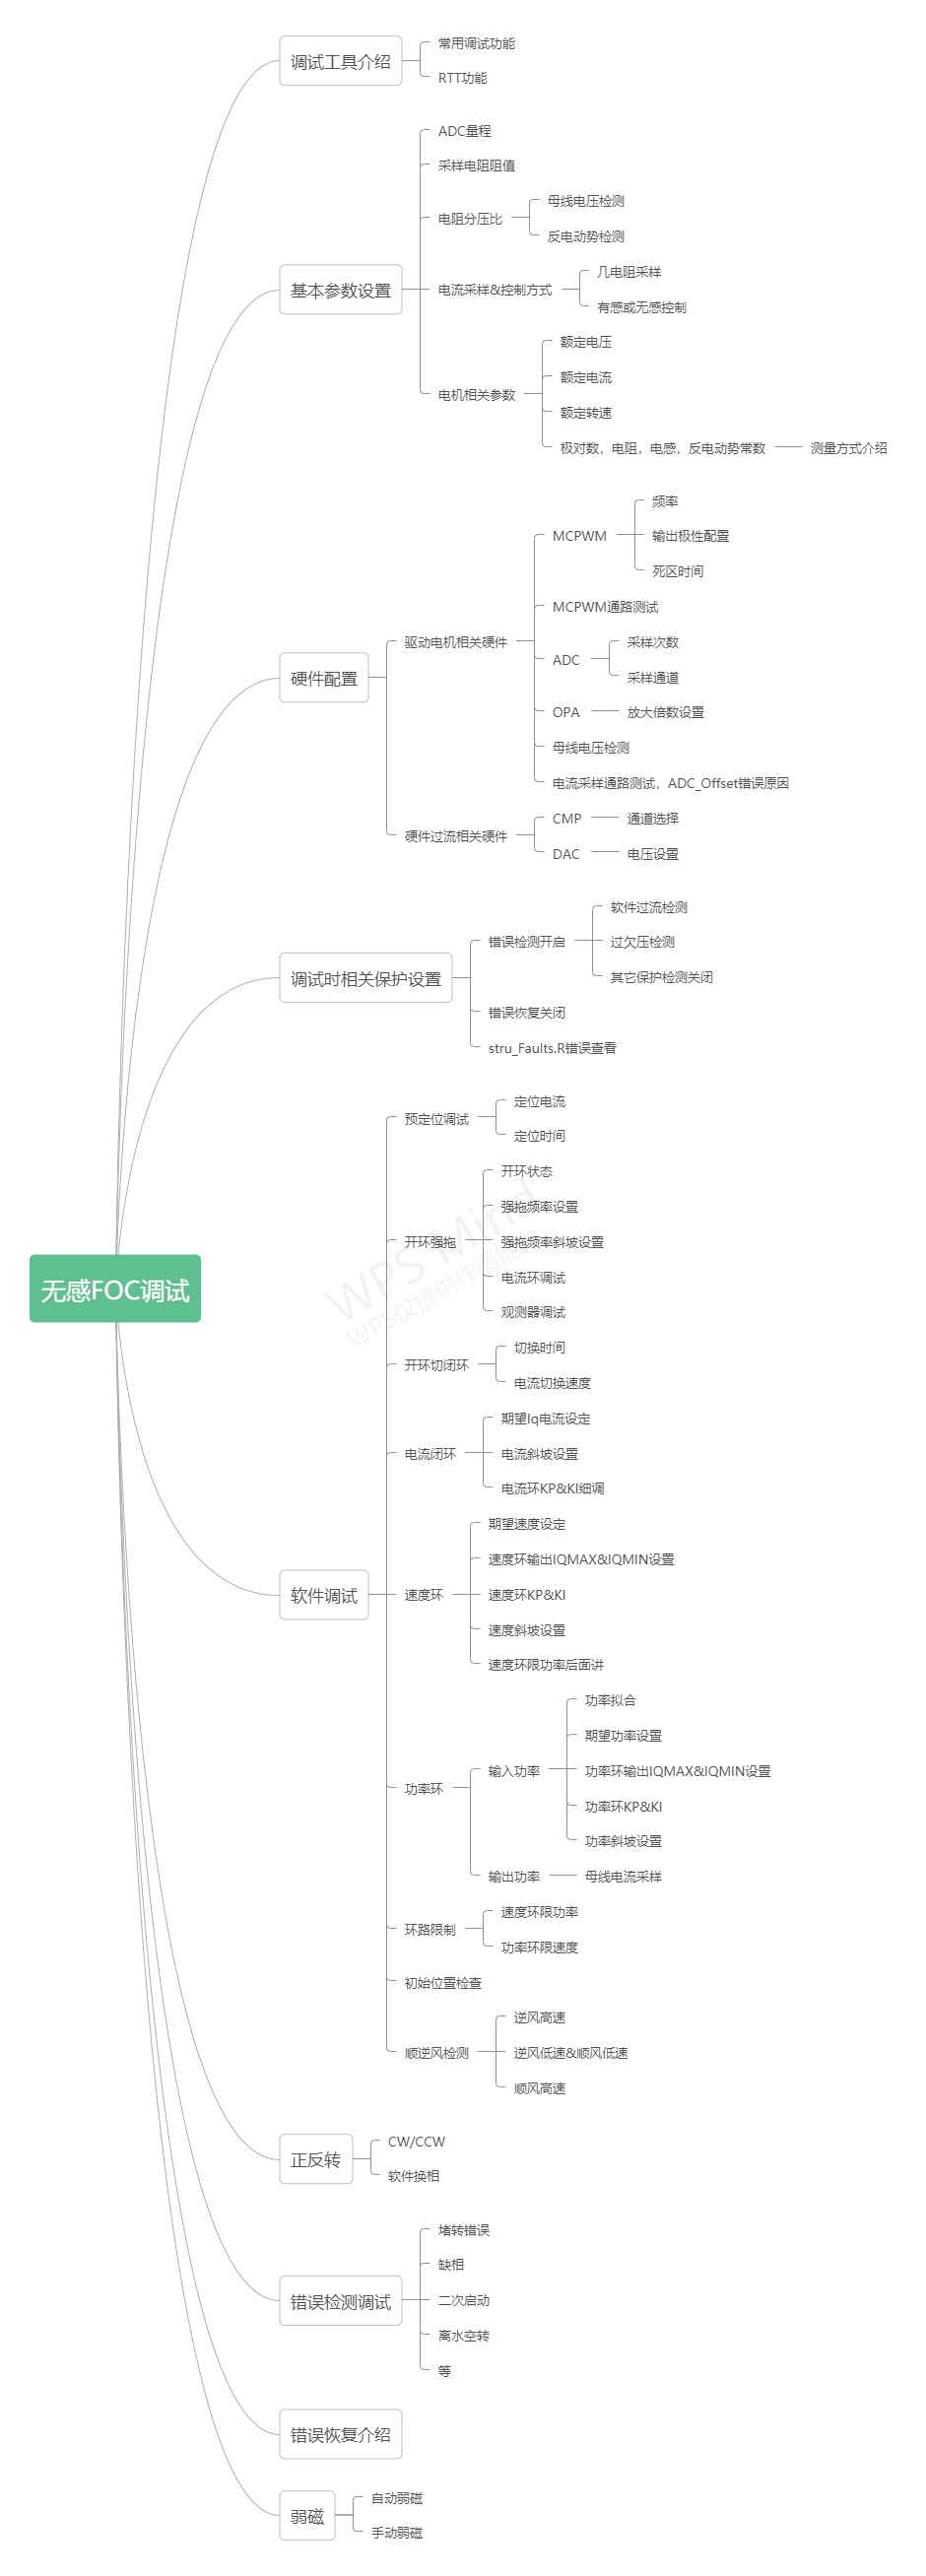 无感FOC调试
调试工具介绍
常用调试功能
RTT功能
基本参数设置
ADC量程
采样电阻阻值
电阻分压比
母线电压检测
反电动势检测
电流采样&控制方式
几电阻采样
有感或无感控制
电机相关参数
额定电压
额定电流
额定转速
极对数，电阻，电感，反电动势常数
测量方式介绍
硬件配置
驱动电机相关硬件
MCPWM
频率
输出极性配置
死区时间
MCPWM通路测试
ADC
采样次数
采样通道
OPA
放大倍数设置
母线电压检测
电流采样通路测试，ADC_Offset错误原因
硬件过流相关硬件
CMP
通道选择
DAC
电压设置
调试时相关保护设置
错误检测开启
软件过流检测
过欠压检测
其它保护检测关闭
错误恢复关闭
stru_Faults.R错误查看
软件调试
预定位调试
定位电流
定位时间
开环强拖
开环状态
强拖频率设置
强拖频率斜坡设置
电流环调试
观测器调试
开环切闭环
切换时间
电流切换速度
电流闭环
期望Iq电流设定
电流斜坡设置
电流环KP&KI细调
速度环
期望速度设定
速度环输出IQMAX&IQMIN设置
速度环KP&KI
速度斜坡设置
速度环限功率后面讲
功率环
输入功率
功率拟合
期望功率设置
功率环输出IQMAX&IQMIN设置
功率环KP&KI
功率斜坡设置
输出功率
母线电流采样
环路限制
速度环限功率
功率环限速度
初始位置检查
顺逆风检测
逆风高速
逆风低速&顺风低速
顺风高速
正反转
CW/CCW
软件换相
错误检测调试
堵转错误
缺相
二次启动
离水空转
等
错误恢复介绍
弱磁
自动弱磁
手动弱磁
WPS Mind